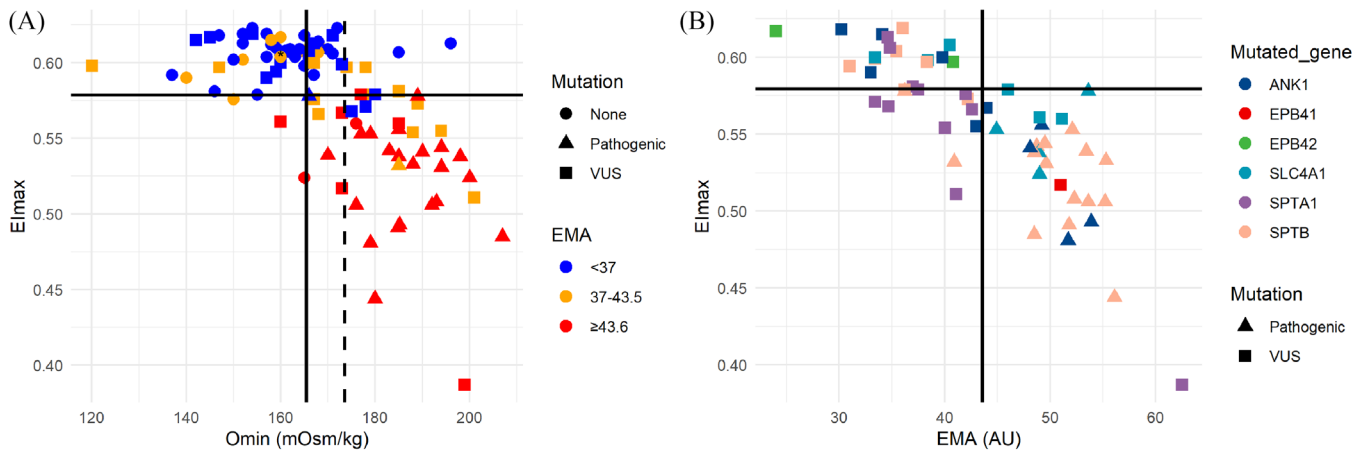 (A)
EImax
0.60
0.55
0.50
0.45
0.40
120
140
160
180
200
Omin (mOsm/kg)
Mutation
None
Pathogenic
VUS
EMA
<37
37-43.5
≥43.6
(B)
EImax
0.60
0.55
0.50
0.45
0.40
30
40
50
60
EMA (AU)
Mutated_gene
ANK1
EPB41
EPB42
SLC4A1
SPTA1
SPTB
Mutation
Pathogenic
VUS